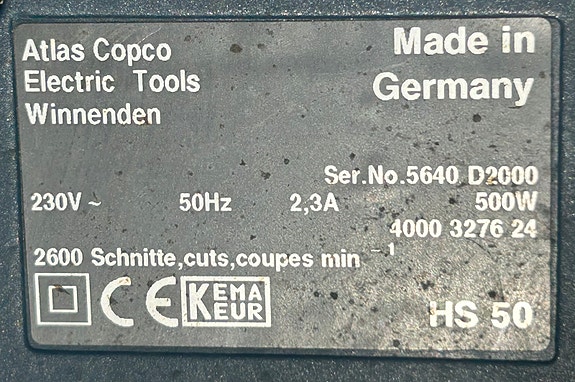 Atlas Copco
Electric Tools
Winnenden
Made in
Germany
Ser.No.5640 D2000
230V ~ 50Hz 2,3A 500W
4000 3276 24
2600 Schnitte,cuts,coupes min ⁻¹
CE KEMA KEUR
HS 50